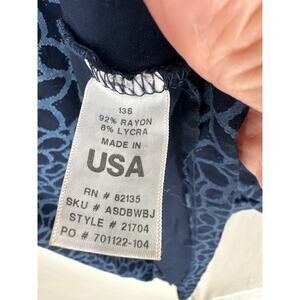 13S
92% RAYON
8% LYCRA
MADE IN
USA
RN # 82135
SKU # ASDBWBJ
STYLE # 21704
PO # 701122-104